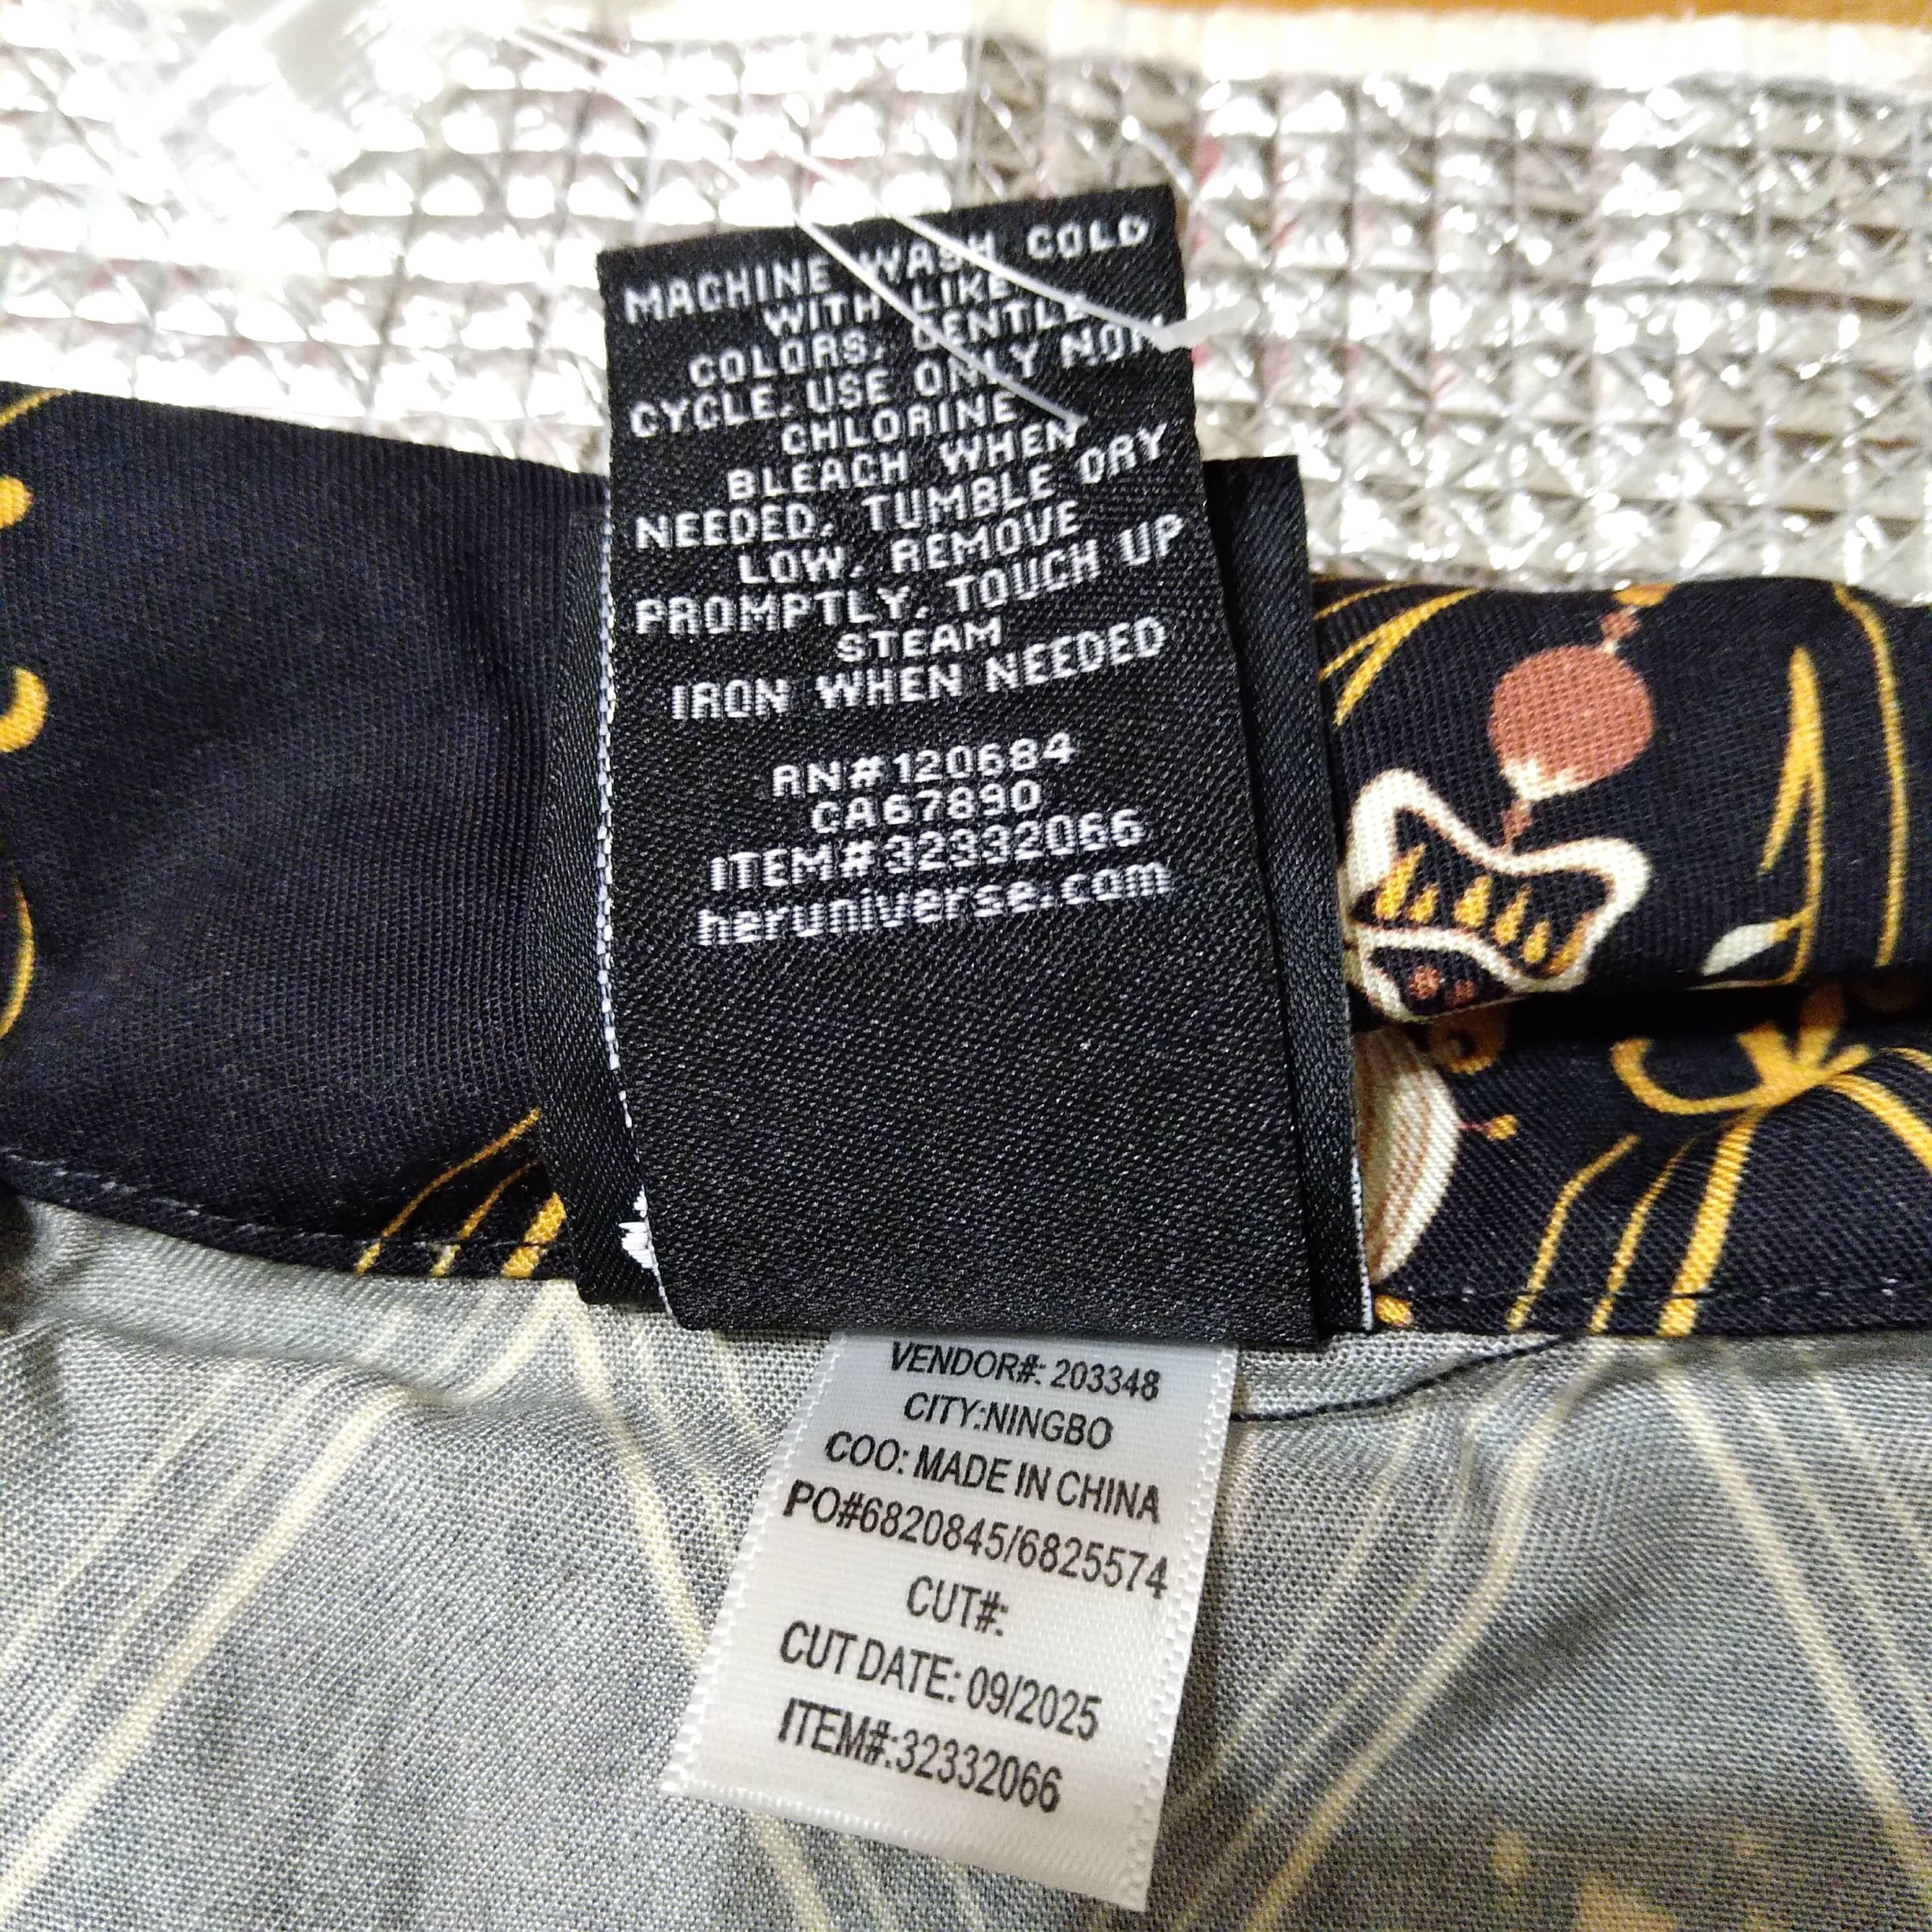 MACHINE WASH COLD
WITH LIKE
COLORS, GENTLE
CYCLE. USE ONLY NON
CHLORINE
BLEACH WHEN
NEEDED. TUMBLE DRY
LOW, REMOVE
PROMPTLY, TOUCH UP
STEAM
IRON WHEN NEEDED
RN#120684
CA67890
ITEM#32332066
heruniverse.com
VENDOR#: 203348
CITY:NINGBO
COO: MADE IN CHINA
PO#6820845/6825574
CUT#:
CUT DATE: 09/2025
ITEM#:32332066